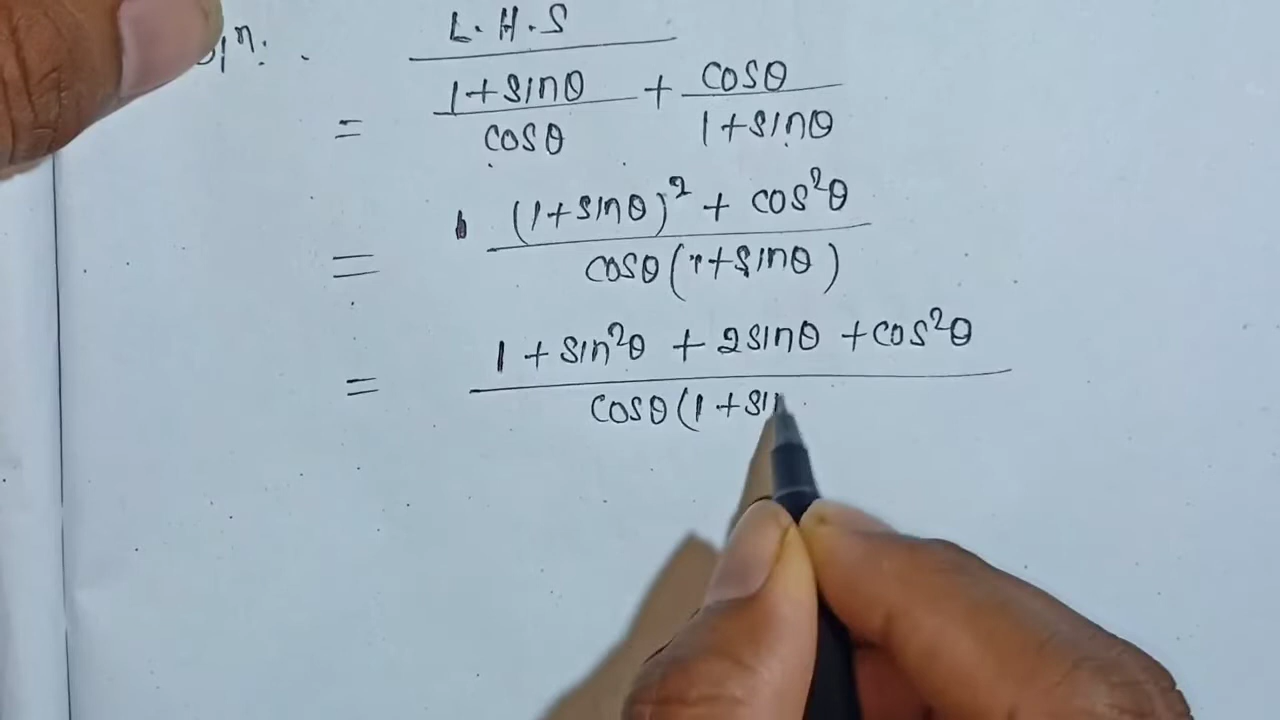 L.H.S
= 1+sinθ/cosθ + cosθ/1+sinθ
= (1+sinθ)² + cos²θ/cosθ(1+sinθ)
= 1 + sin²θ + 2sinθ + cos²θ/cosθ(1+si